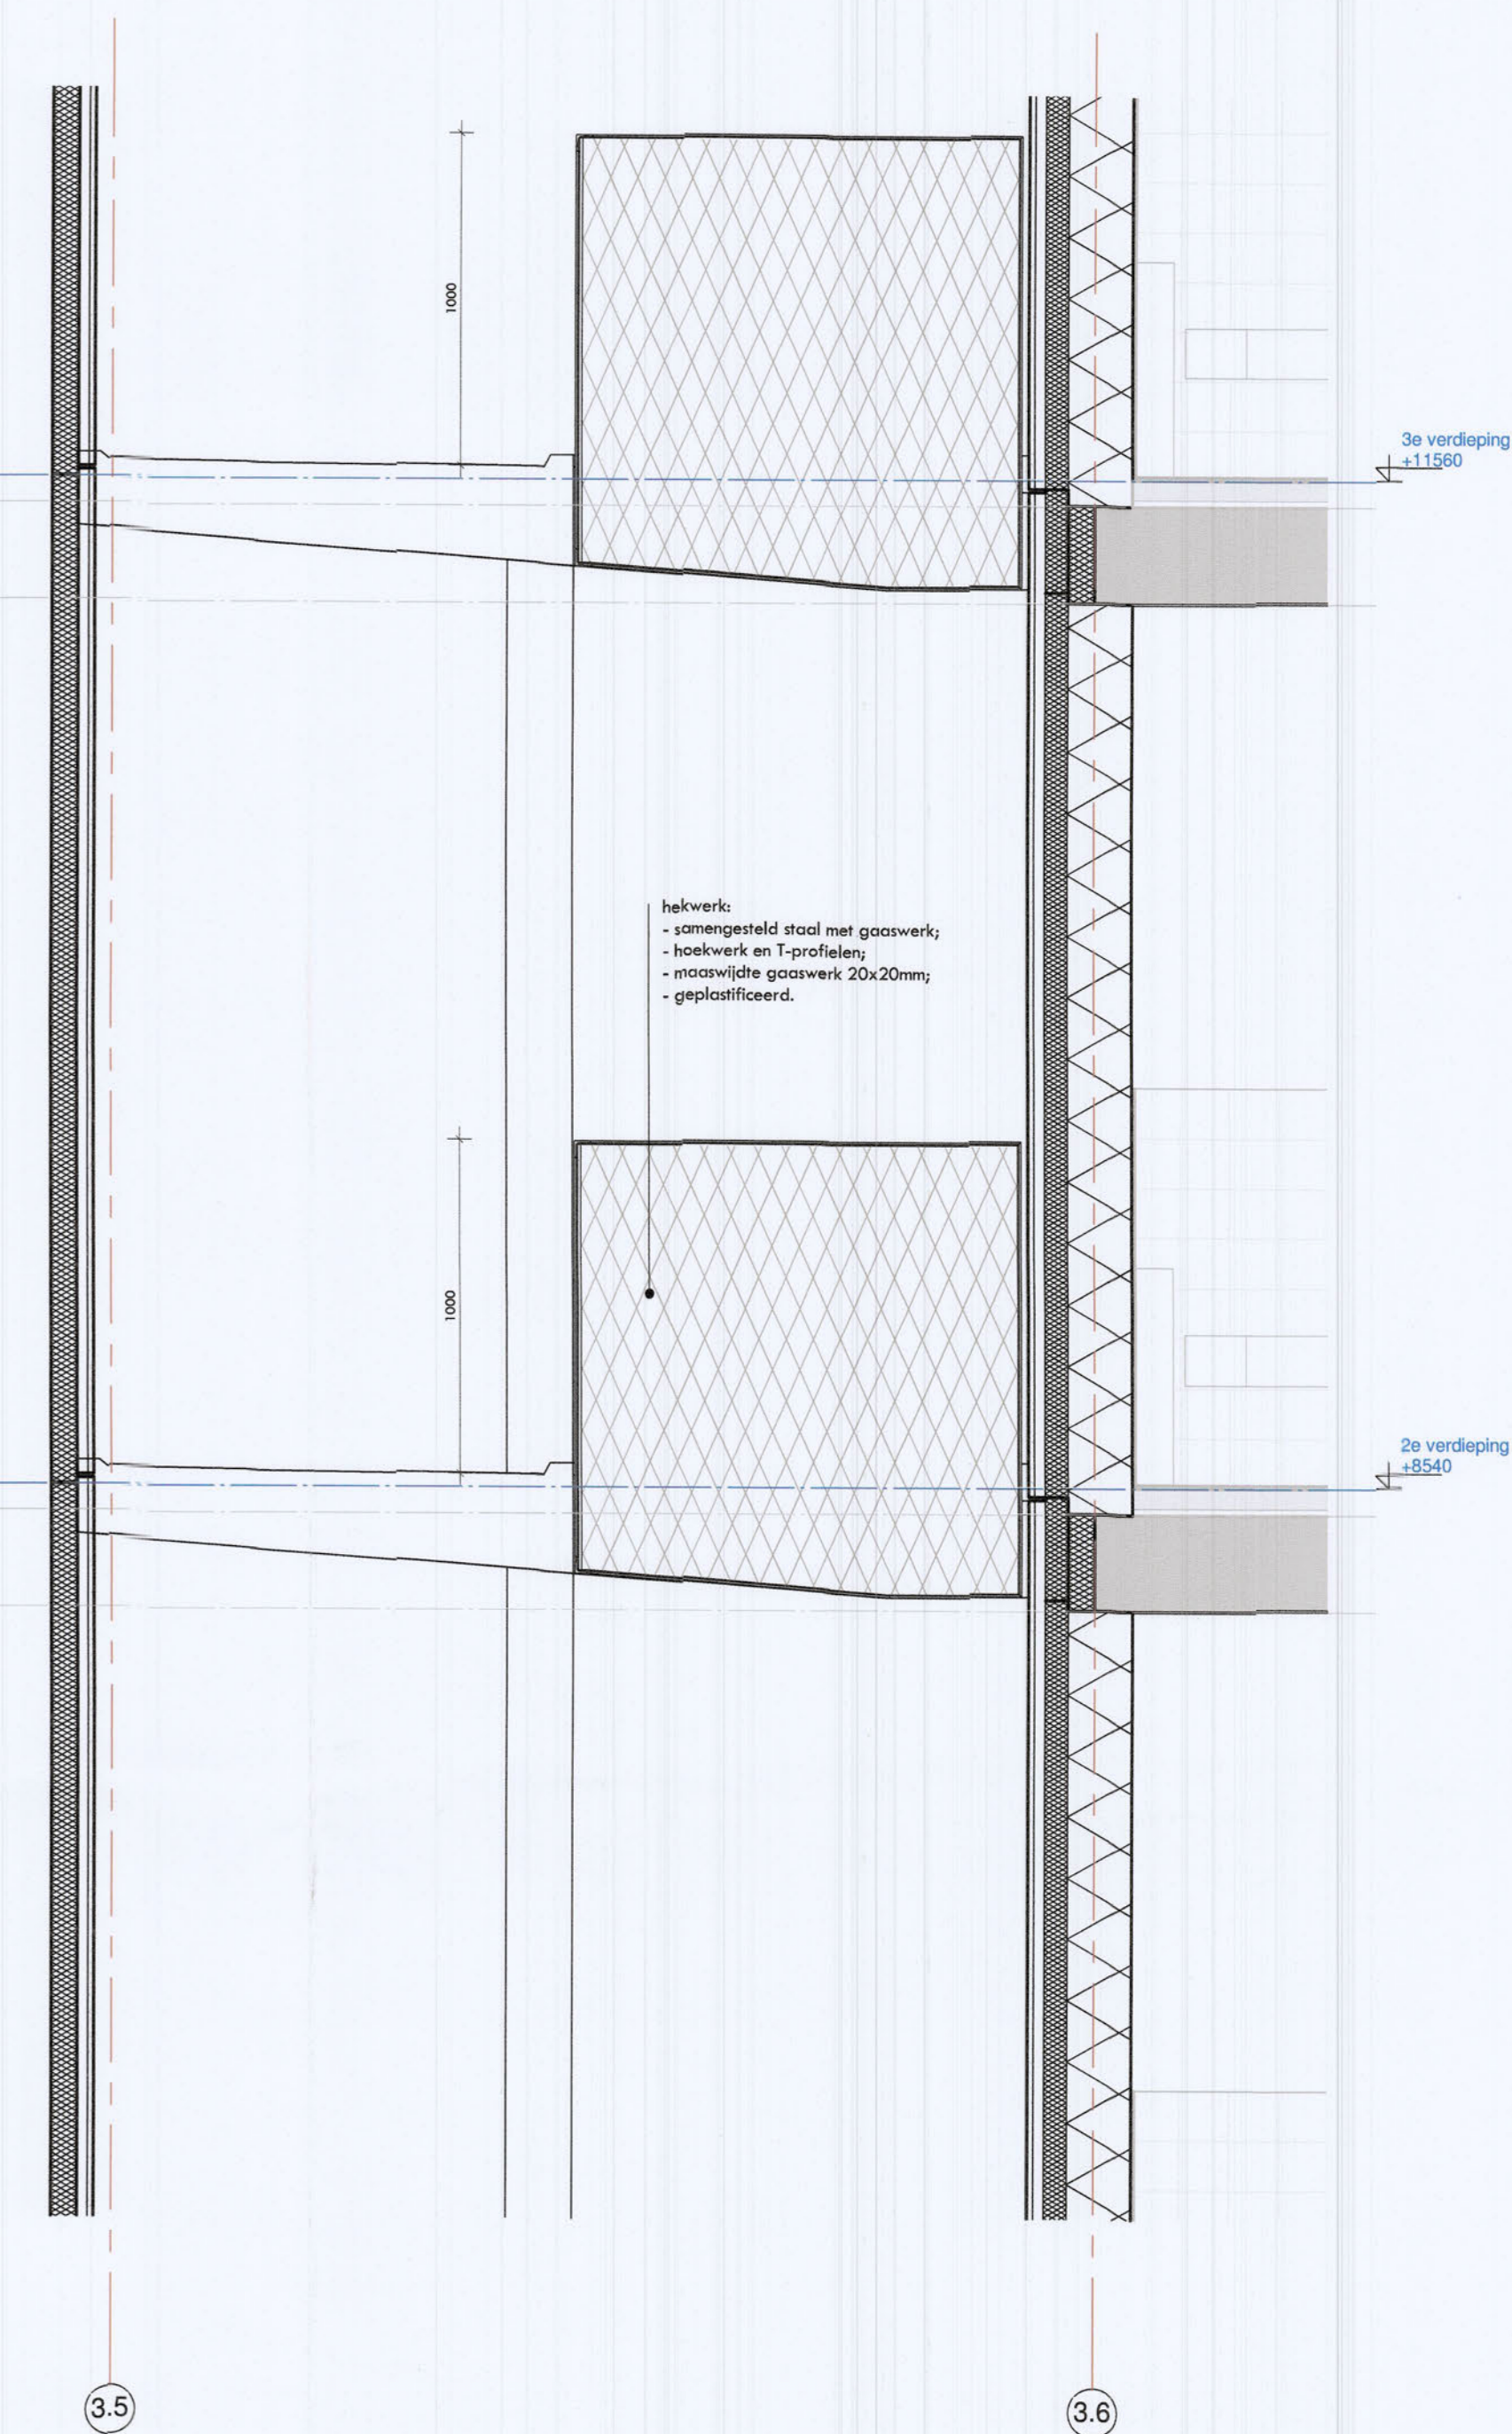 1000
3e verdieping
+11560
hekwerk:
- samengesteld staal met gaaswerk;
- hoekwerk en T-profielen;
- maaswijdte gaaswerk 20x20mm;
- geplastificeerd.
1000
2e verdieping
+8540
3.5
3.6